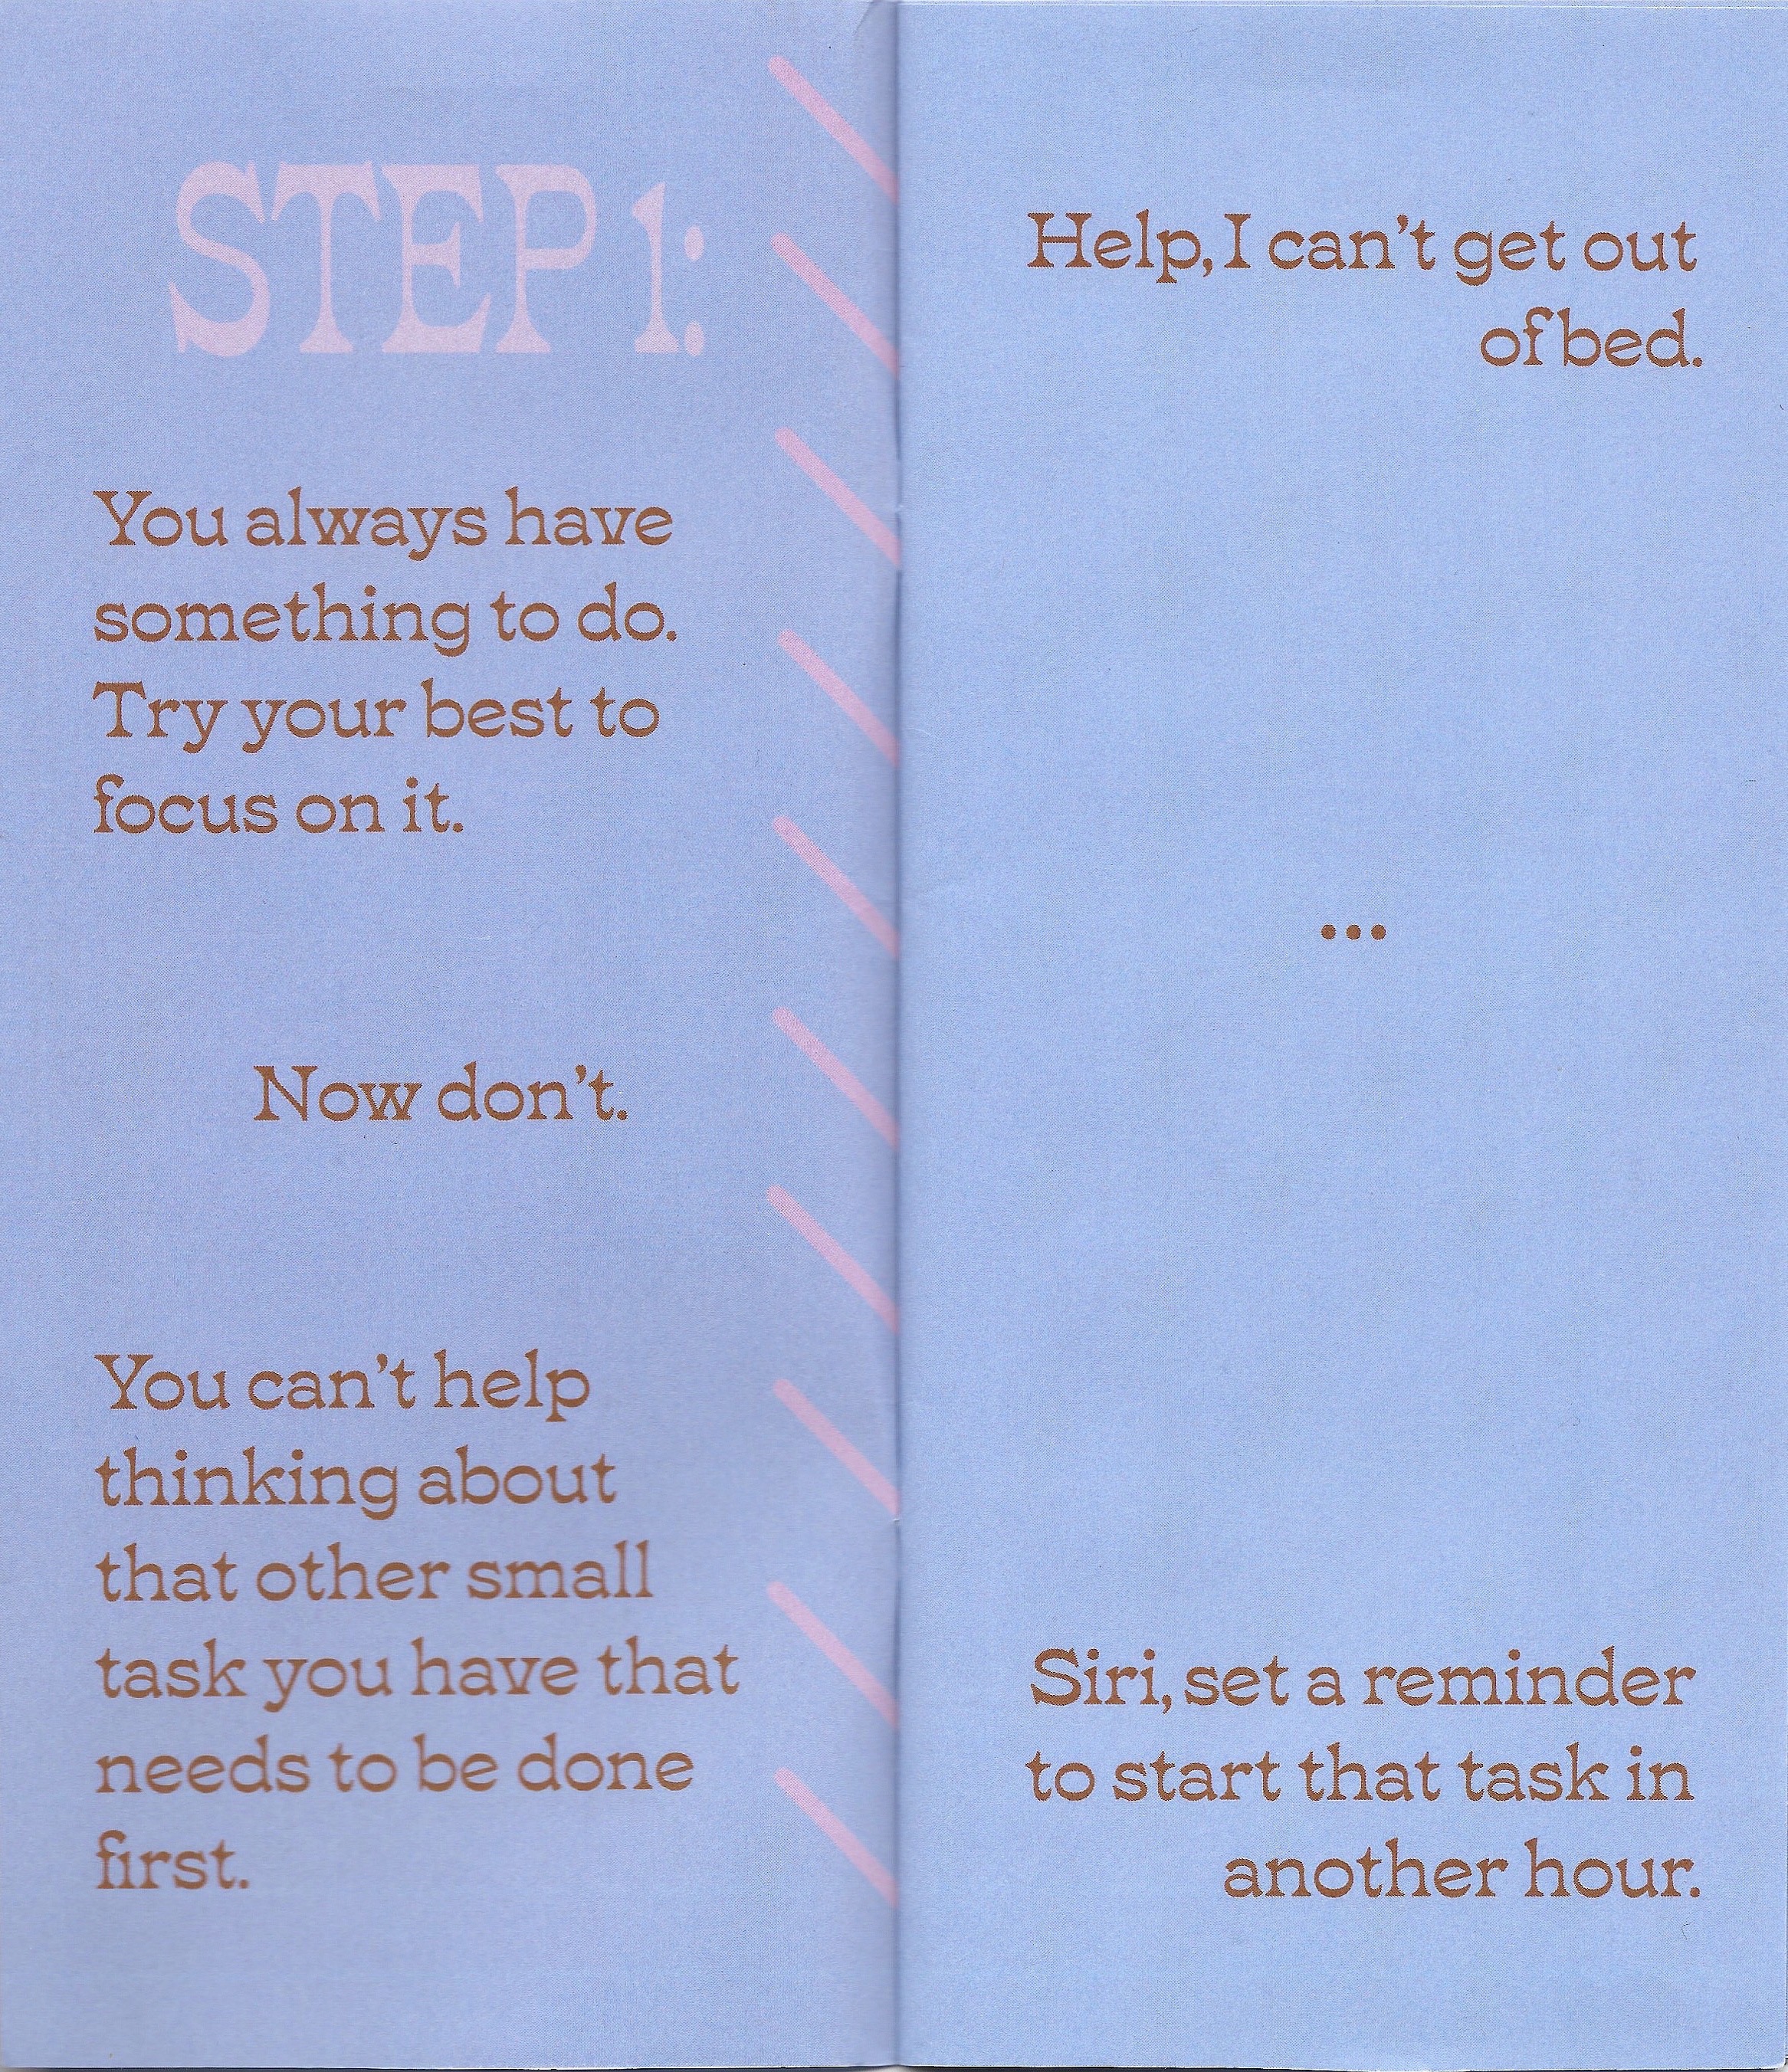 STEP 1:
You always have
something to do.
Try your best to
focus on it.
Now don't.
You can't help
thinking about
that other small
task you have that
needs to be done
first.
Help, I can't get out
of bed.
...
Siri, set a reminder
to start that task in
another hour.